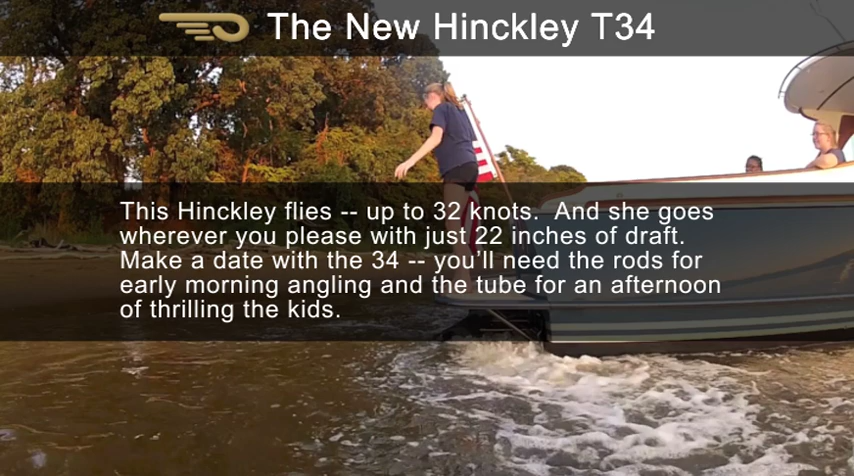 The New Hinckley T34
This Hinckley flies -- up to 32 knots.  And she goes
wherever you please with just 22 inches of draft.
Make a date with the 34 -- you'll need the rods for
early morning angling and the tube for an afternoon
of thrilling the kids.